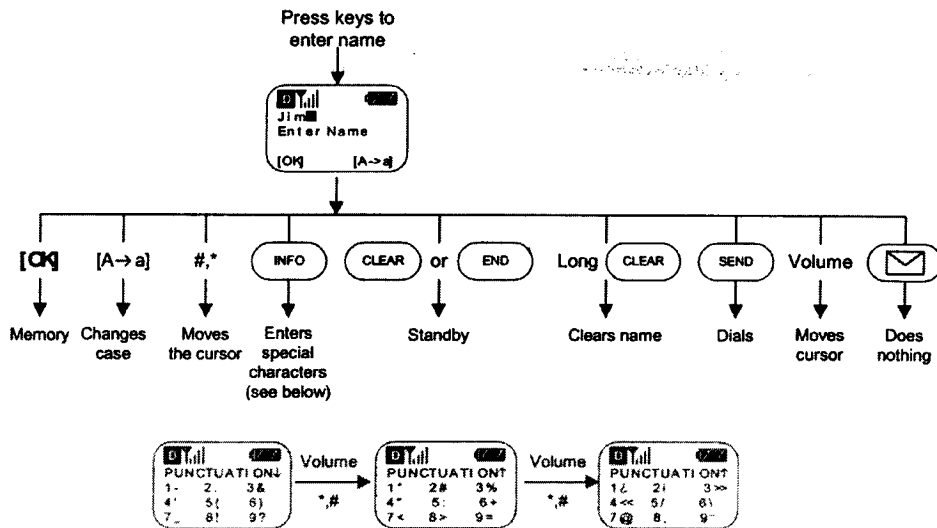 Press keys to
enter name
D
Jim
Enter Name
[OK] [A->a]
[OK] [A→a] #,* INFO CLEAR or END Long CLEAR SEND Volume
Memory Changes case Moves the cursor Enters special characters (see below) Standby Clears name Dials Moves cursor Does nothing
D
PUNCTUATION↓
1- 2. 3&
4' 5( 6)
7_ 8! 9?
Volume
*,#
D
PUNCTUATION↑
2# 3%
4" 5: 6+
7< 8> 9=
Volume
*,#
D
PUNCTUATION↑
1¿ 2¡ 3>>
4<< 5/ 6\
7@